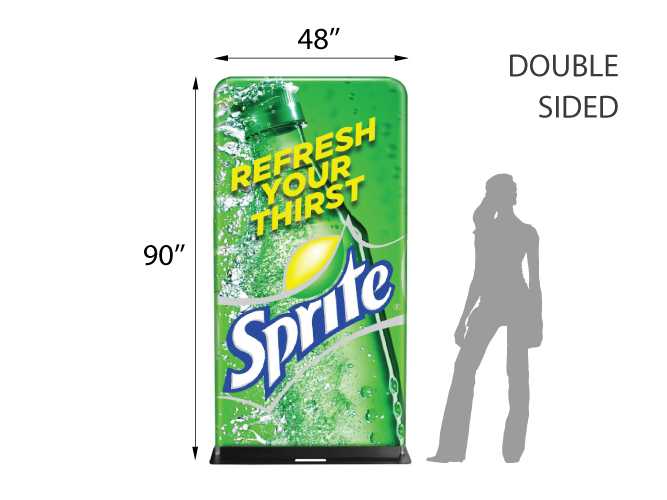 48”
DOUBLE
SIDED
90”
REFRESH
YOUR
THIRST
Sprite
®